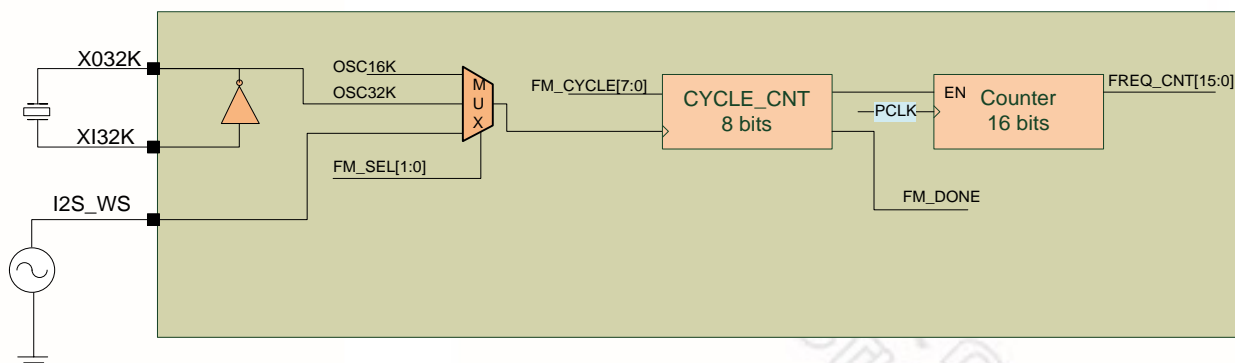 X032K
XI32K
I2S_WS
OSC16K
OSC32K
MUX
FM_SEL[1:0]
FM_CYCLE[7:0]
CYCLE_CNT
8 bits
FM_DONE
PCLK
EN
Counter
16 bits
FREQ_CNT[15:0]